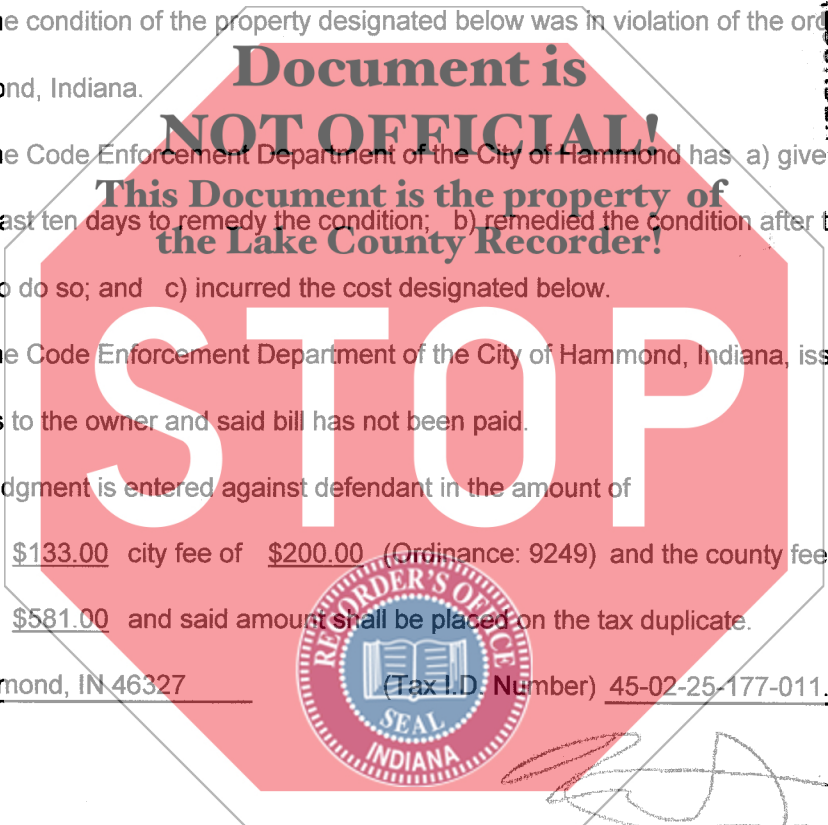 e condition of the property designated below was in violation of the ord
Document is
ond, Indiana.
NOT OFFICIAL!
e Code Enforcement Department of the City of Hammond has a) give
This Document is the property of
ast ten days to remedy the condition; b) remedied the condition after t
the Lake County Recorder!
o do so; and c) incurred the cost designated below.
STOP
e Code Enforcement Department of the City of Hammond, Indiana, iss
s to the owner and said bill has not been paid.
dgment is entered against defendant in the amount of
$133.00 city fee of $200.00 (Ordinance: 9249) and the county fee
$581.00 and said amount shall be placed on the tax duplicate.
mond, IN 46327 (Tax I.D. Number) 45-02-25-177-011.
RECORDER'S OFFICE
SEAL
INDIANA